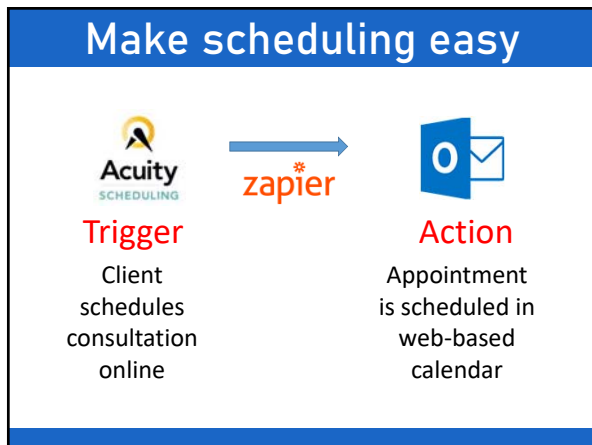 Make scheduling easy
Acuity
SCHEDULING
zapier
O
Trigger
Action
Client
schedules
consultation
online
Appointment
is scheduled in
web-based
calendar